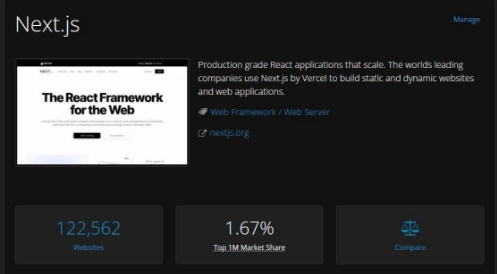 Next.js
Manage
Production grade React applications that scale. The worlds leading
companies use Next.js by Vercel to build static and dynamic websites
and web applications.
Web Framework / Web Server
nextjs.org
The React Framework
for the Web
122,562
Websites
1.67%
Top 1M Market Share
Compare